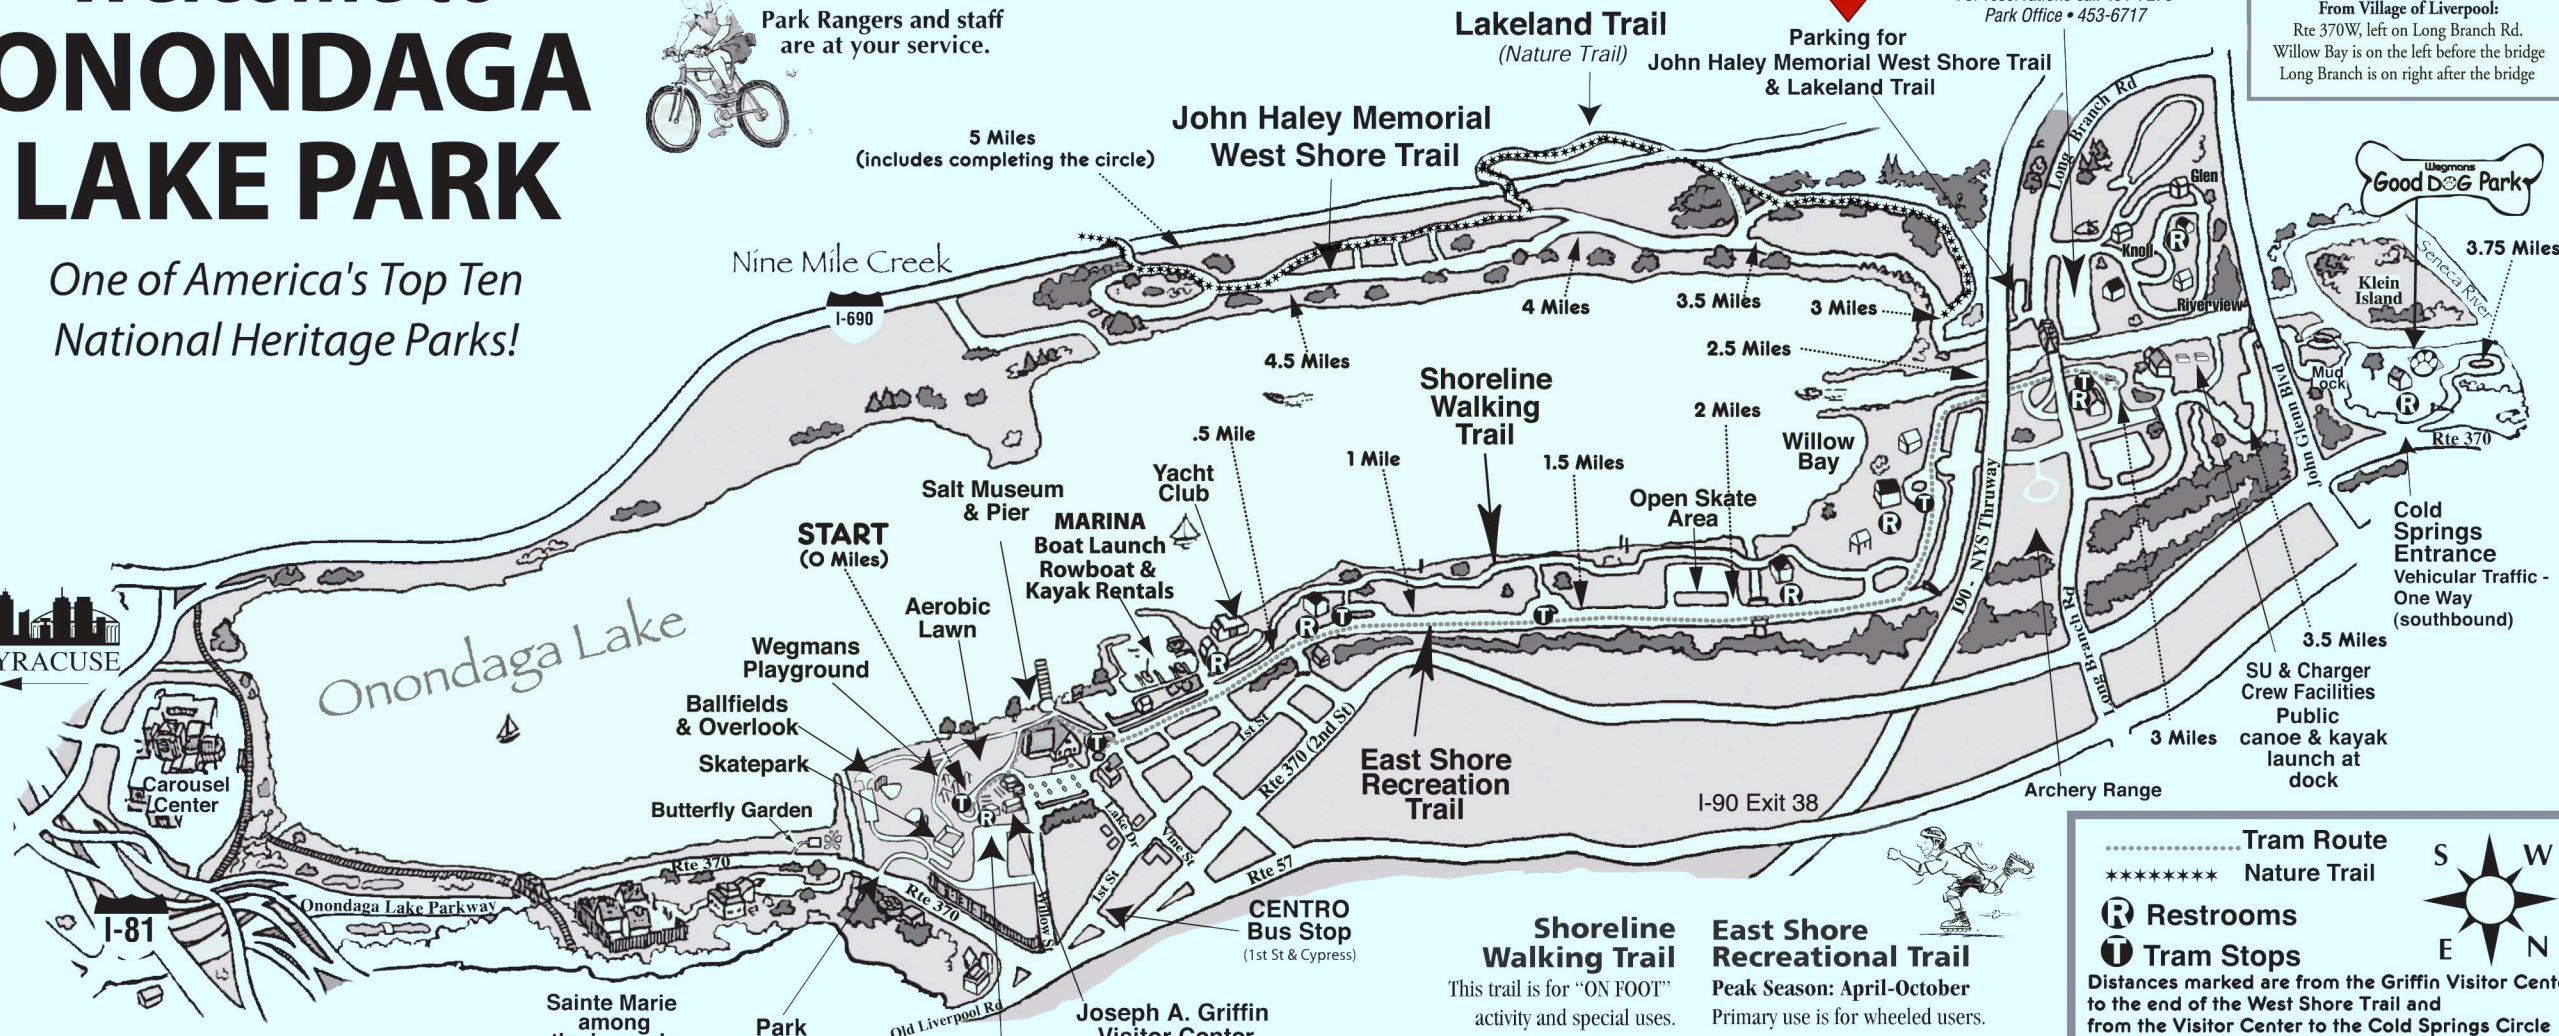 ONONDAGA
LAKE PARK
One of America's Top Ten
National Heritage Parks!
Park Rangers and staff
are at your service.
Lakeland Trail
(Nature Trail)
Parking for
John Haley Memorial West Shore Trail
& Lakeland Trail
Park Office • 453-6717
From Village of Liverpool:
Rte 370W, left on Long Branch Rd.
Willow Bay is on the left before the bridge
Long Branch is on right after the bridge
5 Miles
(includes completing the circle)
John Haley Memorial
West Shore Trail
Nine Mile Creek
I-690
4.5 Miles
4 Miles
3.5 Miles
3 Miles
2.5 Miles
Long Branch Rd
Glen
R
Knoll
Riverview
Wegmans
Good DOG Park
Klein
Island
Seneca River
3.75 Miles
Mud
Lock
R
Rte 370
John Glenn Blvd
John Glenn Blvd
Cold
Springs
Entrance
Vehicular Traffic -
One Way
(southbound)
Shoreline
Walking
Trail
.5 Mile
1 Mile
1.5 Miles
2 Miles
Willow
Bay
Open Skate
Area
T
R
T
R
R
T
T
R
R
T
T
R
I90 - NYS Thruway
Long Branch Rd
Yacht
Club
Salt Museum
& Pier
MARINA
Boat Launch
Rowboat &
Kayak Rentals
START
(0 Miles)
Aerobic
Lawn
Wegmans
Playground
Ballfields
& Overlook
Skatepark
Butterfly Garden
Onondaga Lake
YRACUSE
Carousel
Center
I-81
Onondaga Lake Parkway
Rte 370
Rte 370
Willow S
Lake Dr
Vine St
1st St
1st St
Rte 370 (2nd St)
Rte 57
Old Liverpool Rd
East Shore
Recreation
Trail
I-90 Exit 38
Archery Range
3 Miles
3.5 Miles
SU & Charger
Crew Facilities
Public
canoe & kayak
launch at
dock
CENTRO
Bus Stop
(1st St & Cypress)
Sainte Marie
among
Park
Joseph A. Griffin
Shoreline
Walking Trail
This trail is for "ON FOOT"
activity and special uses.
East Shore
Recreational Trail
Peak Season: April-October
Primary use is for wheeled users.
Tram Route
Nature Trail
R Restrooms
T Tram Stops
S W
E N
Distances marked are from the Griffin Visitor Cent
to the end of the West Shore Trail and
from the Visitor Center to the Cold Springs Circle